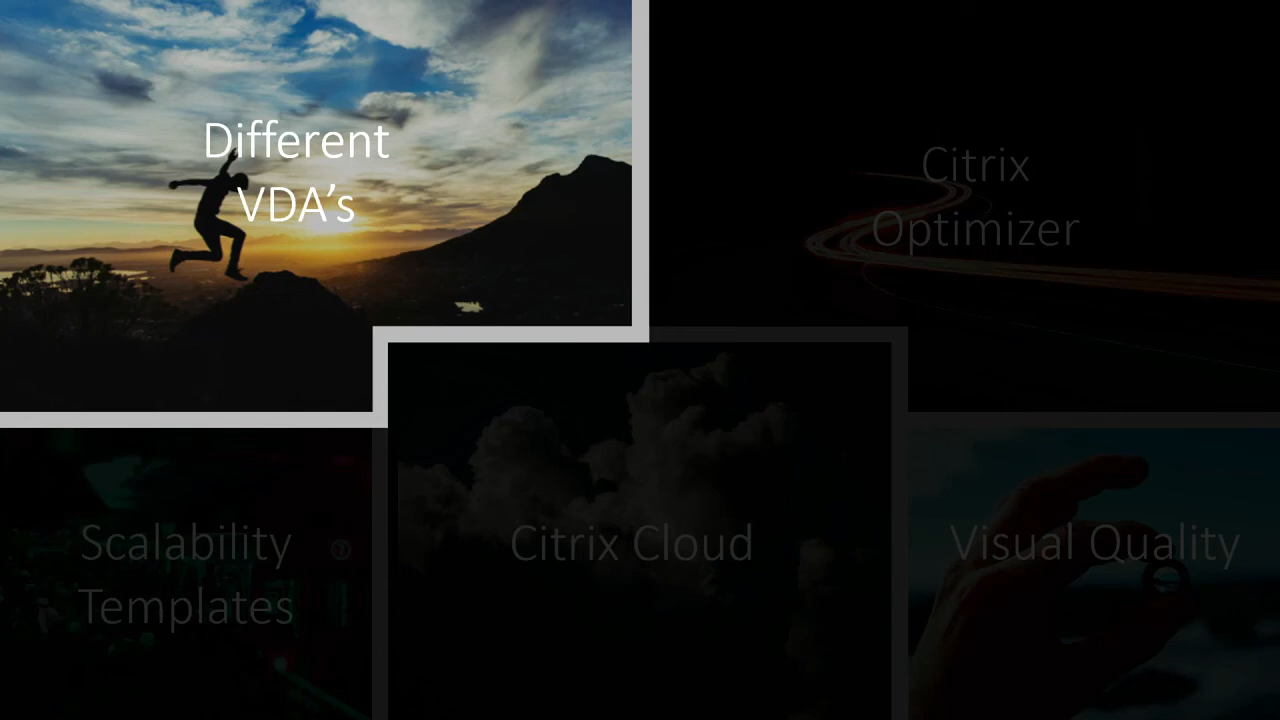 Different
VDA’s
Citrix
Optimizer
Scalability
Templates
Citrix Cloud
Visual Quality